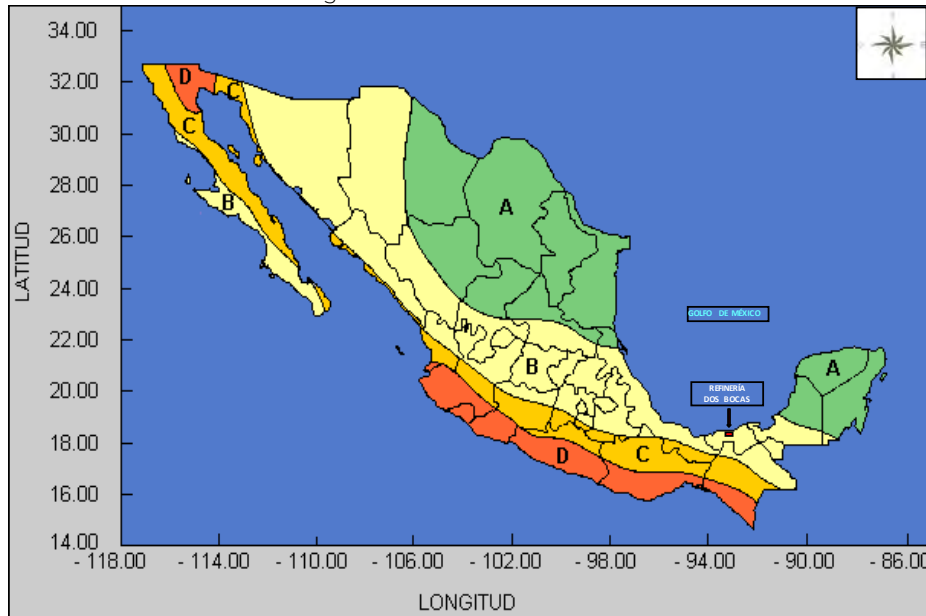 34.00
32.00
30.00
28.00
26.00
24.00
22.00
20.00
18.00
16.00
14.00
LATITUD
D
C
C
B
A
GOLFO DE MÉXICO
B
A
REFINERÍA
DOS BOCAS
C
D
- 118.00 - 114.00 - 110.00 - 106.00 - 102.00 - 98.00 - 94.00 - 90.00 - 86.00
LONGITUD